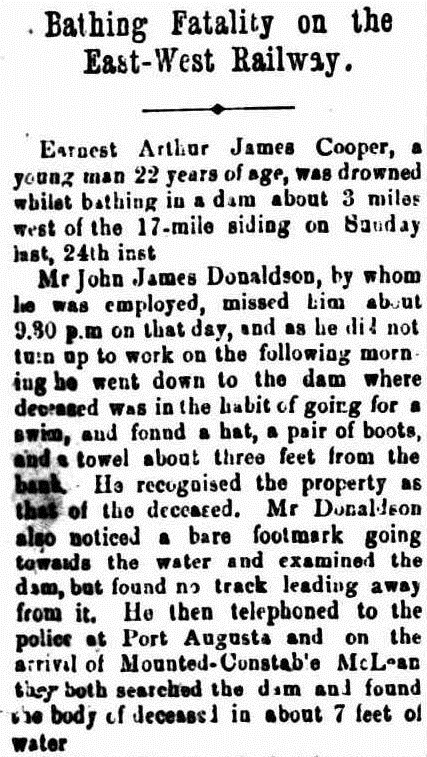 Bathing Fatality on the
East-West Railway.
Earnest Arthur James Cooper, a
young man 22 years of age, was drowned
whilst bathing in a dam about 3 miles
west of the 17-mile siding on Sunday
last, 24th inst
Mr John James Donaldson, by whom
he was employed, missed him about
9.30 p.m on that day, and as he did not
turn up to work on the following morn-
ing he went down to the dam where
deceased was in the habit of going for a
swim, and fonnd a hat, a pair of boots,
and a towel about three feet from the
bank. He recognised the property as
that of the deceased. Mr Donaldson
also noticed a bare footmark going
towards the water and examined the
dam, but found no track leading away
from it. He then telephoned to the
police at Port Augusta and on the
arrival of Mounted-Constab'e McLean
they both searched the dam and found
the body of deceased in about 7 feet of
water